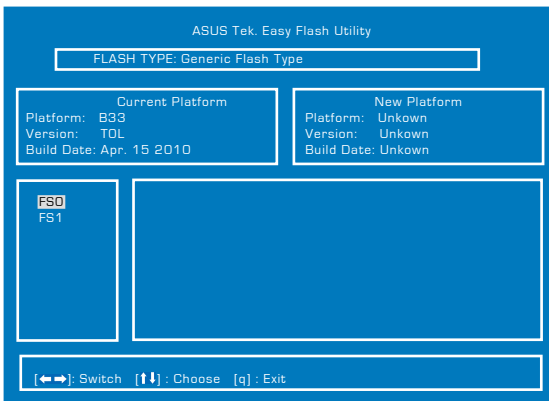 ASUS Tek. Easy Flash Utility
FLASH TYPE: Generic Flash Type
Current Platform
Platform: B33
Version: TOL
Build Date: Apr. 15 2010
New Platform
Platform: Unkown
Version: Unkown
Build Date: Unkown
FS0
FS1
[⬅➡]: Switch [⬆⬇] : Choose [q] : Exit